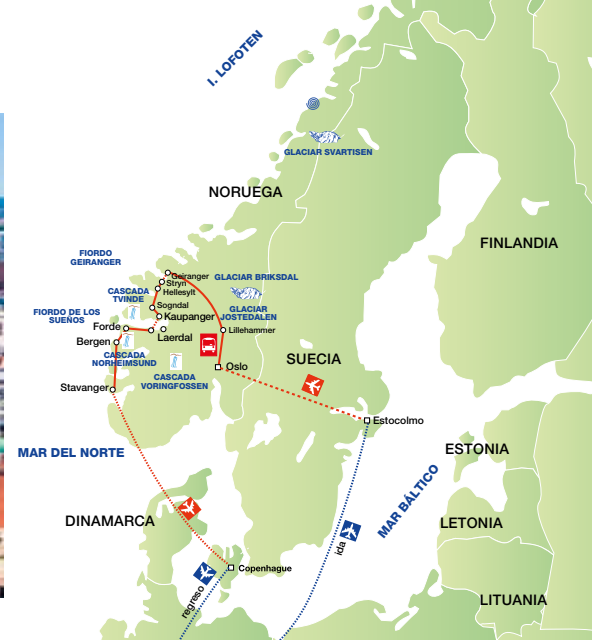 I. LOFOTEN
GLACIAR SVARTISEN
NORUEGA
FINLANDIA
FIORDO
GEIRANGER
Geiranger
Stryn
Hellesylt
GLACIAR BRIKSDAL
CASCADA
TVINDE
Sogndal
GLACIAR
JOSTEDALEN
FIORDO DE LOS
SUEÑOS
Kaupanger
Forde
Lillehammer
Bergen
Laerdal
CASCADA
NORHEIMSUND
SUECIA
Oslo
CASCADA
VORINGFOSSEN
Stavanger
Estocolmo
MAR DEL NORTE
ESTONIA
MAR BÁLTICO
DINAMARCA
LETONIA
ida
Copenhague
regreso
LITUANIA